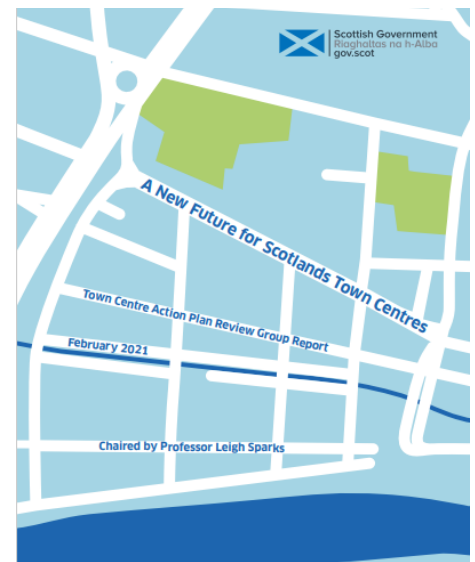 Scottish Government
Riaghaltas na h-Alba
gov.scot
A New Future for Scotlands Town Centres
Town Centre Action Plan Review Group Report
February 2021
Chaired by Professor Leigh Sparks